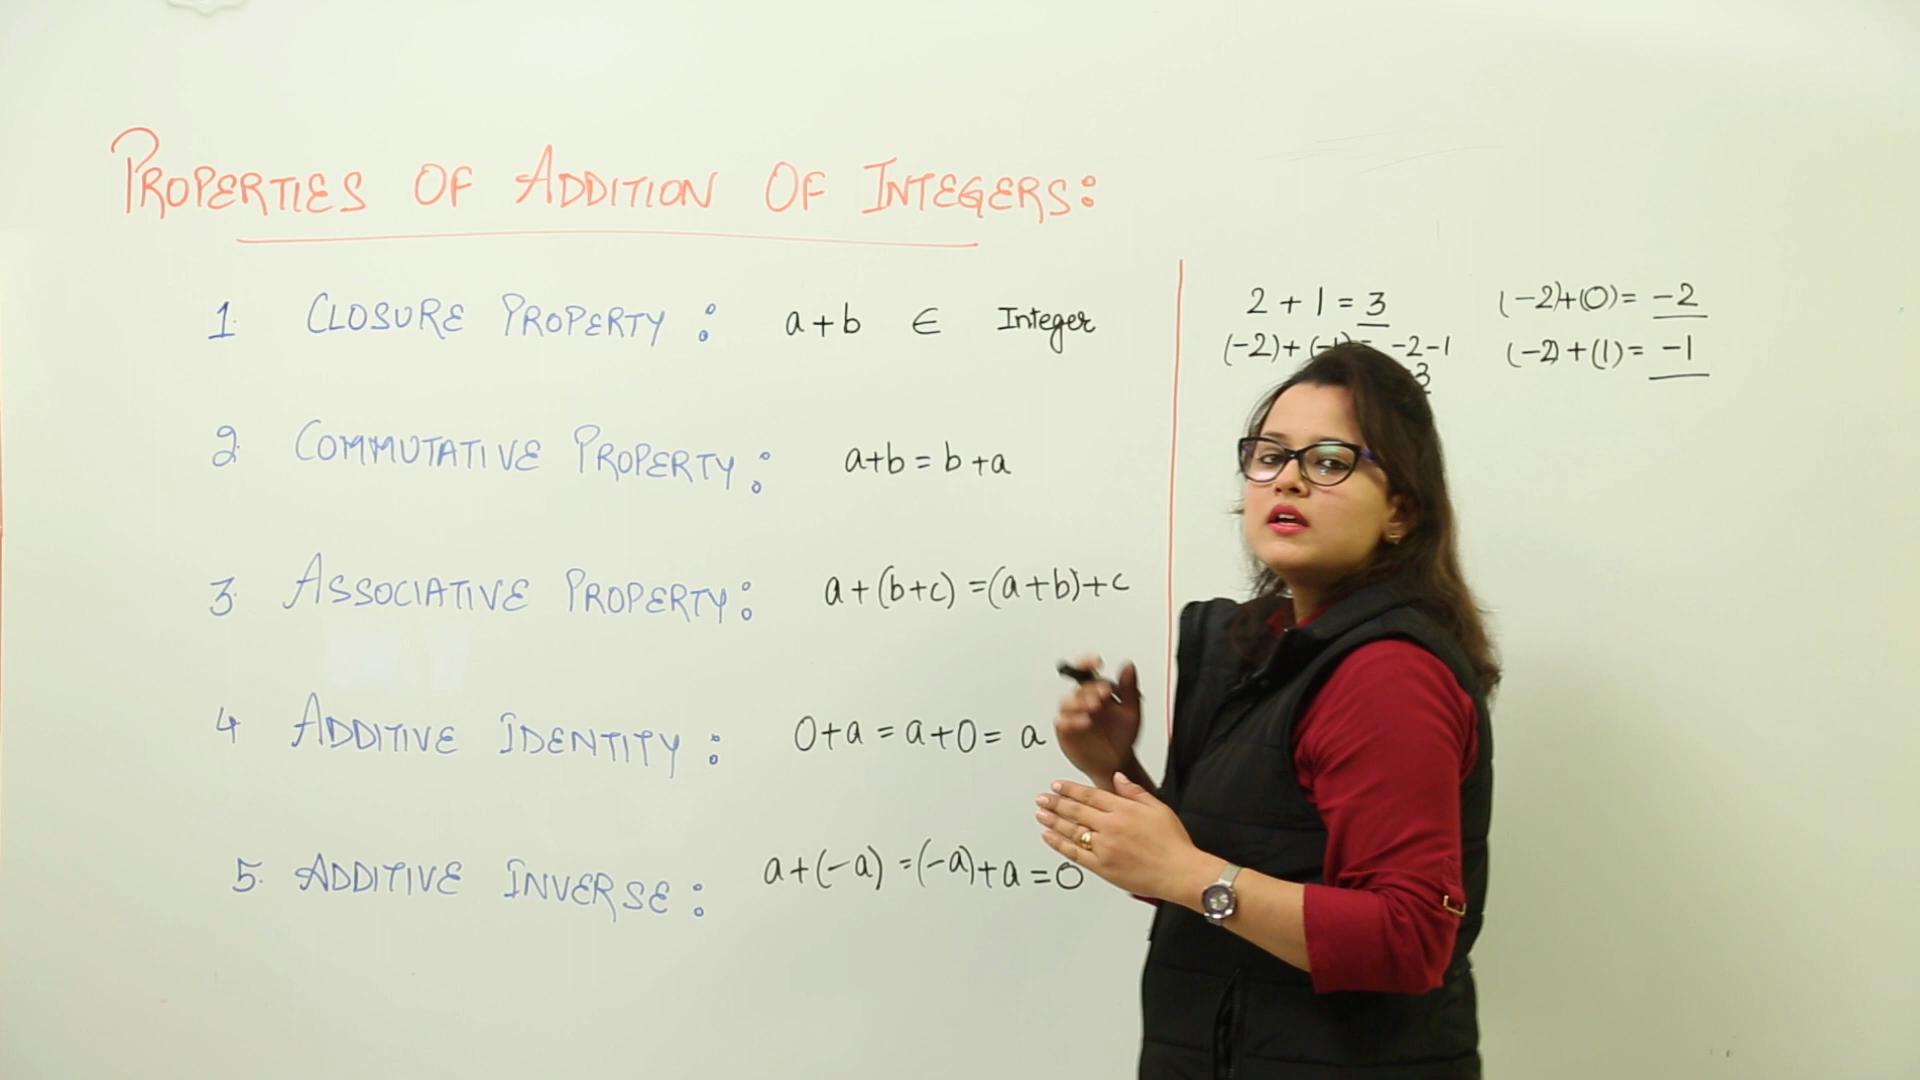 PROPERTIES OF ADDITION OF INTEGERS:
1. CLOSURE PROPERTY: a+b ∈ Integer
2. COMMUTATIVE PROPERTY: a+b = b+a
3. ASSOCIATIVE PROPERTY: a+(b+c) =(a+b)+c
4 ADDITIVE IDENTITY: 0+a = a+0= a
5. ADDITIVE INVERSE: a+(-a) =(-a)+a =0
2 + 1 = 3
(-2)+(-1)= -2-1
3
(-2)+(0)= -2
(-2)+(1)= -1